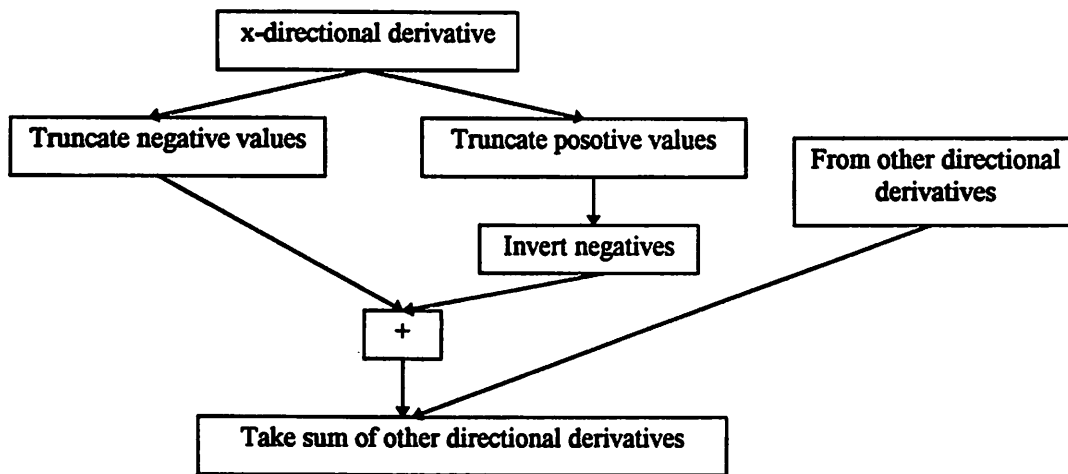 x-directional derivative
Truncate negative values
Truncate posotive values
From other directional
derivatives
Invert negatives
+
Take sum of other directional derivatives